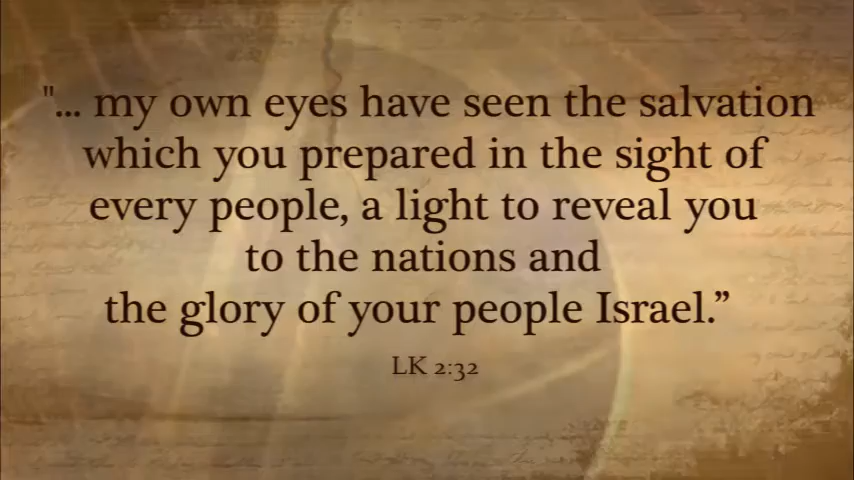 "... my own eyes have seen the salvation
which you prepared in the sight of
every people, a light to reveal you
to the nations and
the glory of your people Israel.”
LK 2:32